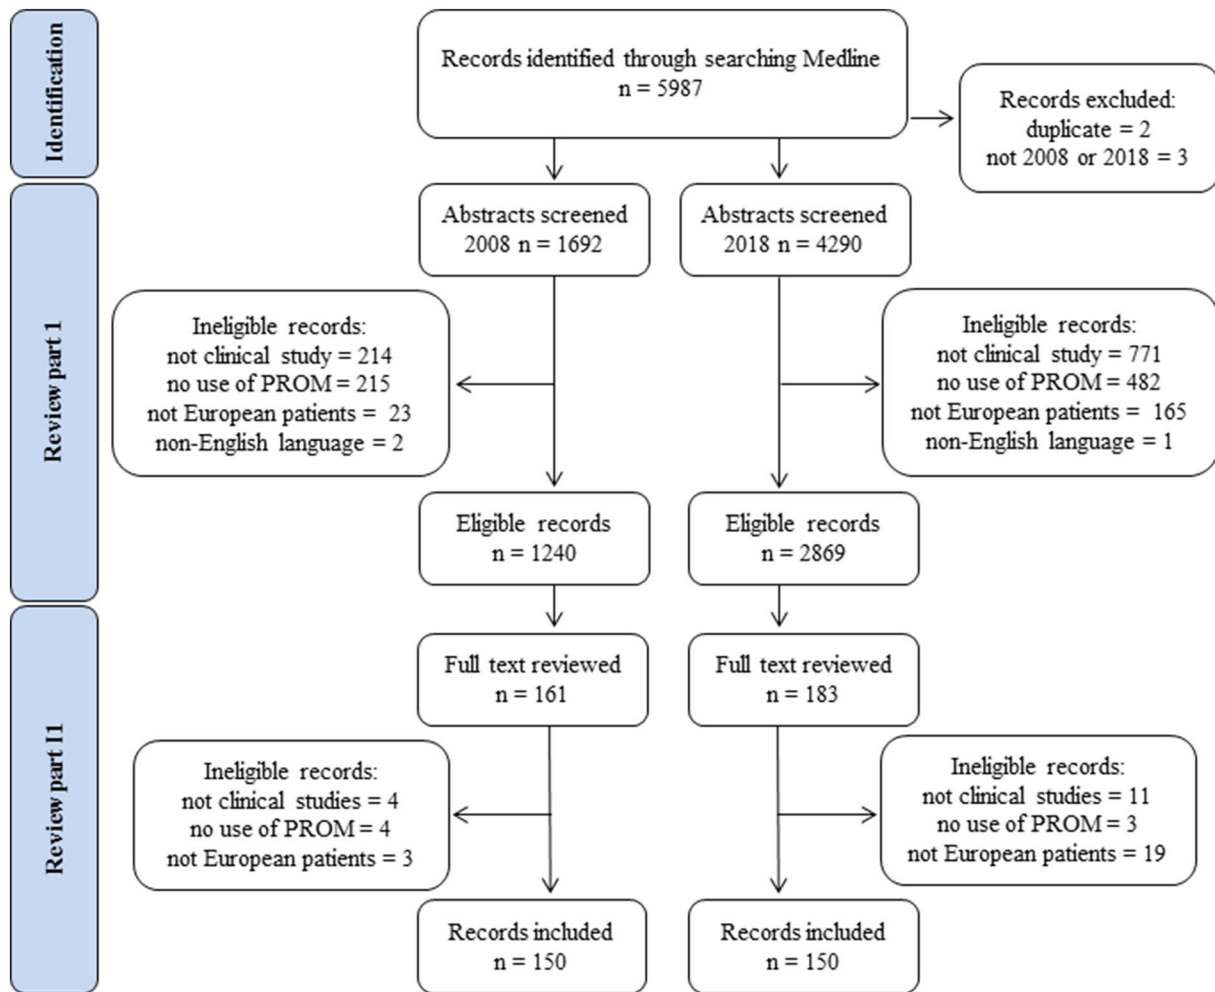 Identification
Records identified through searching Medline
n = 5987
Records excluded:
duplicate = 2
not 2008 or 2018 = 3
Review part 1
Abstracts screened
2008 n = 1692
Abstracts screened
2018 n = 4290
Ineligible records:
not clinical study = 214
no use of PROM = 215
not European patients = 23
non-English language = 2
Ineligible records:
not clinical study = 771
no use of PROM = 482
not European patients = 165
non-English language = 1
Eligible records
n = 1240
Eligible records
n = 2869
Review part I1
Full text reviewed
n = 161
Full text reviewed
n = 183
Ineligible records:
not clinical studies = 4
no use of PROM = 4
not European patients = 3
Ineligible records:
not clinical studies = 11
no use of PROM = 3
not European patients = 19
Records included
n = 150
Records included
n = 150